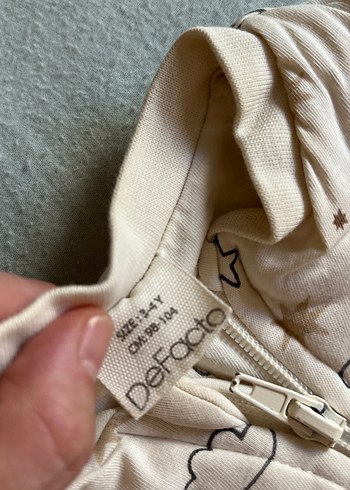 SIZE: 3-4 Y
CM: 98-104
DeFacto